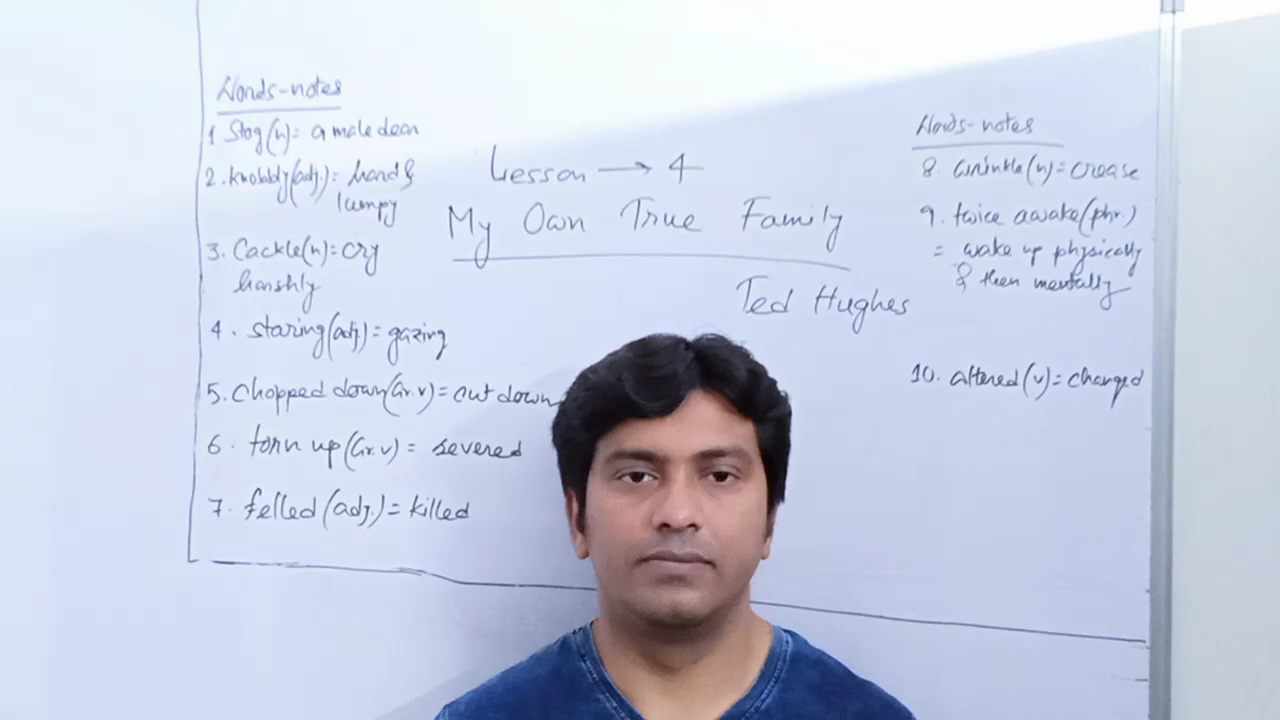 Words-notes
1 Stag(n)= a male deer
2. knobbly(adj.)= hard &
lumpy
3. Cackle(n)= cry
harshly
4. staring(adj.)= gazing
5. Chopped down(Gr.v)= cut down
6. torn up(Gr.v)= severed
7. felled(adj.)= killed
Lesson → 4
My Own True Family
Ted Hughes
Words-notes
8. wrinkle(n)= crease
9. twice awake(phr.)
= wake up physically
& then mentally
10. altered(v)= changed